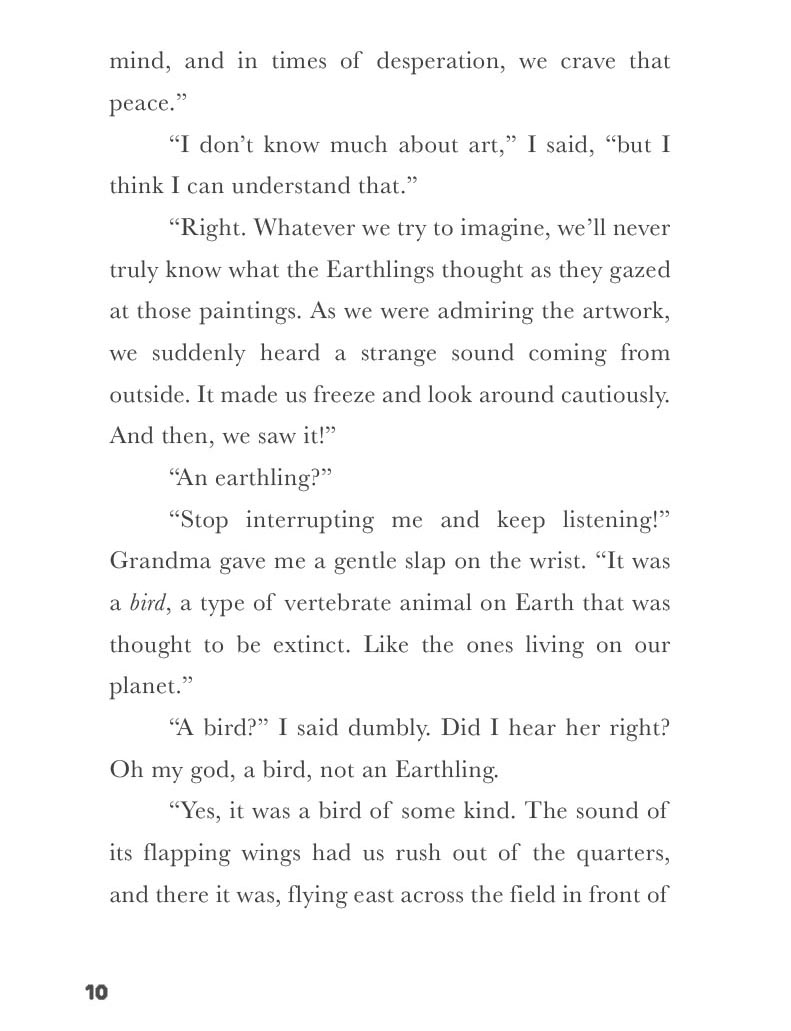 mind, and in times of desperation, we crave that
peace.”
“I don’t know much about art,” I said, “but I
think I can understand that.”
“Right. Whatever we try to imagine, we’ll never
truly know what the Earthlings thought as they gazed
at those paintings. As we were admiring the artwork,
we suddenly heard a strange sound coming from
outside. It made us freeze and look around cautiously.
And then, we saw it!”
“An earthling?”
“Stop interrupting me and keep listening!”
Grandma gave me a gentle slap on the wrist. “It was
a bird, a type of vertebrate animal on Earth that was
thought to be extinct. Like the ones living on our
planet.”
“A bird?” I said dumbly. Did I hear her right?
Oh my god, a bird, not an Earthling.
“Yes, it was a bird of some kind. The sound of
its flapping wings had us rush out of the quarters,
and there it was, flying east across the field in front of
10